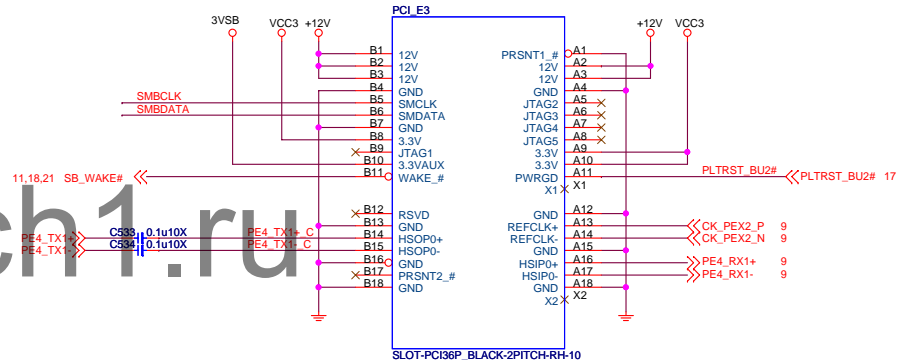 PCI_E3
3VSB VCC3 +12V +12V VCC3
B1 12V PRSNT1_# A1
B2 12V 12V A2
B3 12V 12V A3
B4 GND GND A4
SMBCLK B5 SMCLK JTAG2 A5
SMBDATA B6 SMDATA JTAG3 A6
B7 GND JTAG4 A7
B8 3.3V JTAG5 A8
B9 JTAG1 3.3V A9
B10 3.3VAUX 3.3V A10
11,18,21 SB_WAKE# B11 WAKE_# PWRGD A11 PLTRST_BU2# PLTRST_BU2# 17
X1 X1
B12 RSVD GND A12
B13 GND REFCLK+ A13 CK_PEX2_P 9
PE4_TX1+ C533 0.1u10X PE4_TX1+_C B14 HSOP0+ REFCLK- A14 CK_PEX2_N 9
PE4_TX1- C534 0.1u10X PE4_TX1-_C B15 HSOP0- GND A15
B16 GND HSIP0+ A16 PE4_RX1+ 9
B17 PRSNT2_# HSIP0- A17 PE4_RX1- 9
B18 GND GND A18
X2 X2
SLOT-PCI36P_BLACK-2PITCH-RH-10
ch1.ru